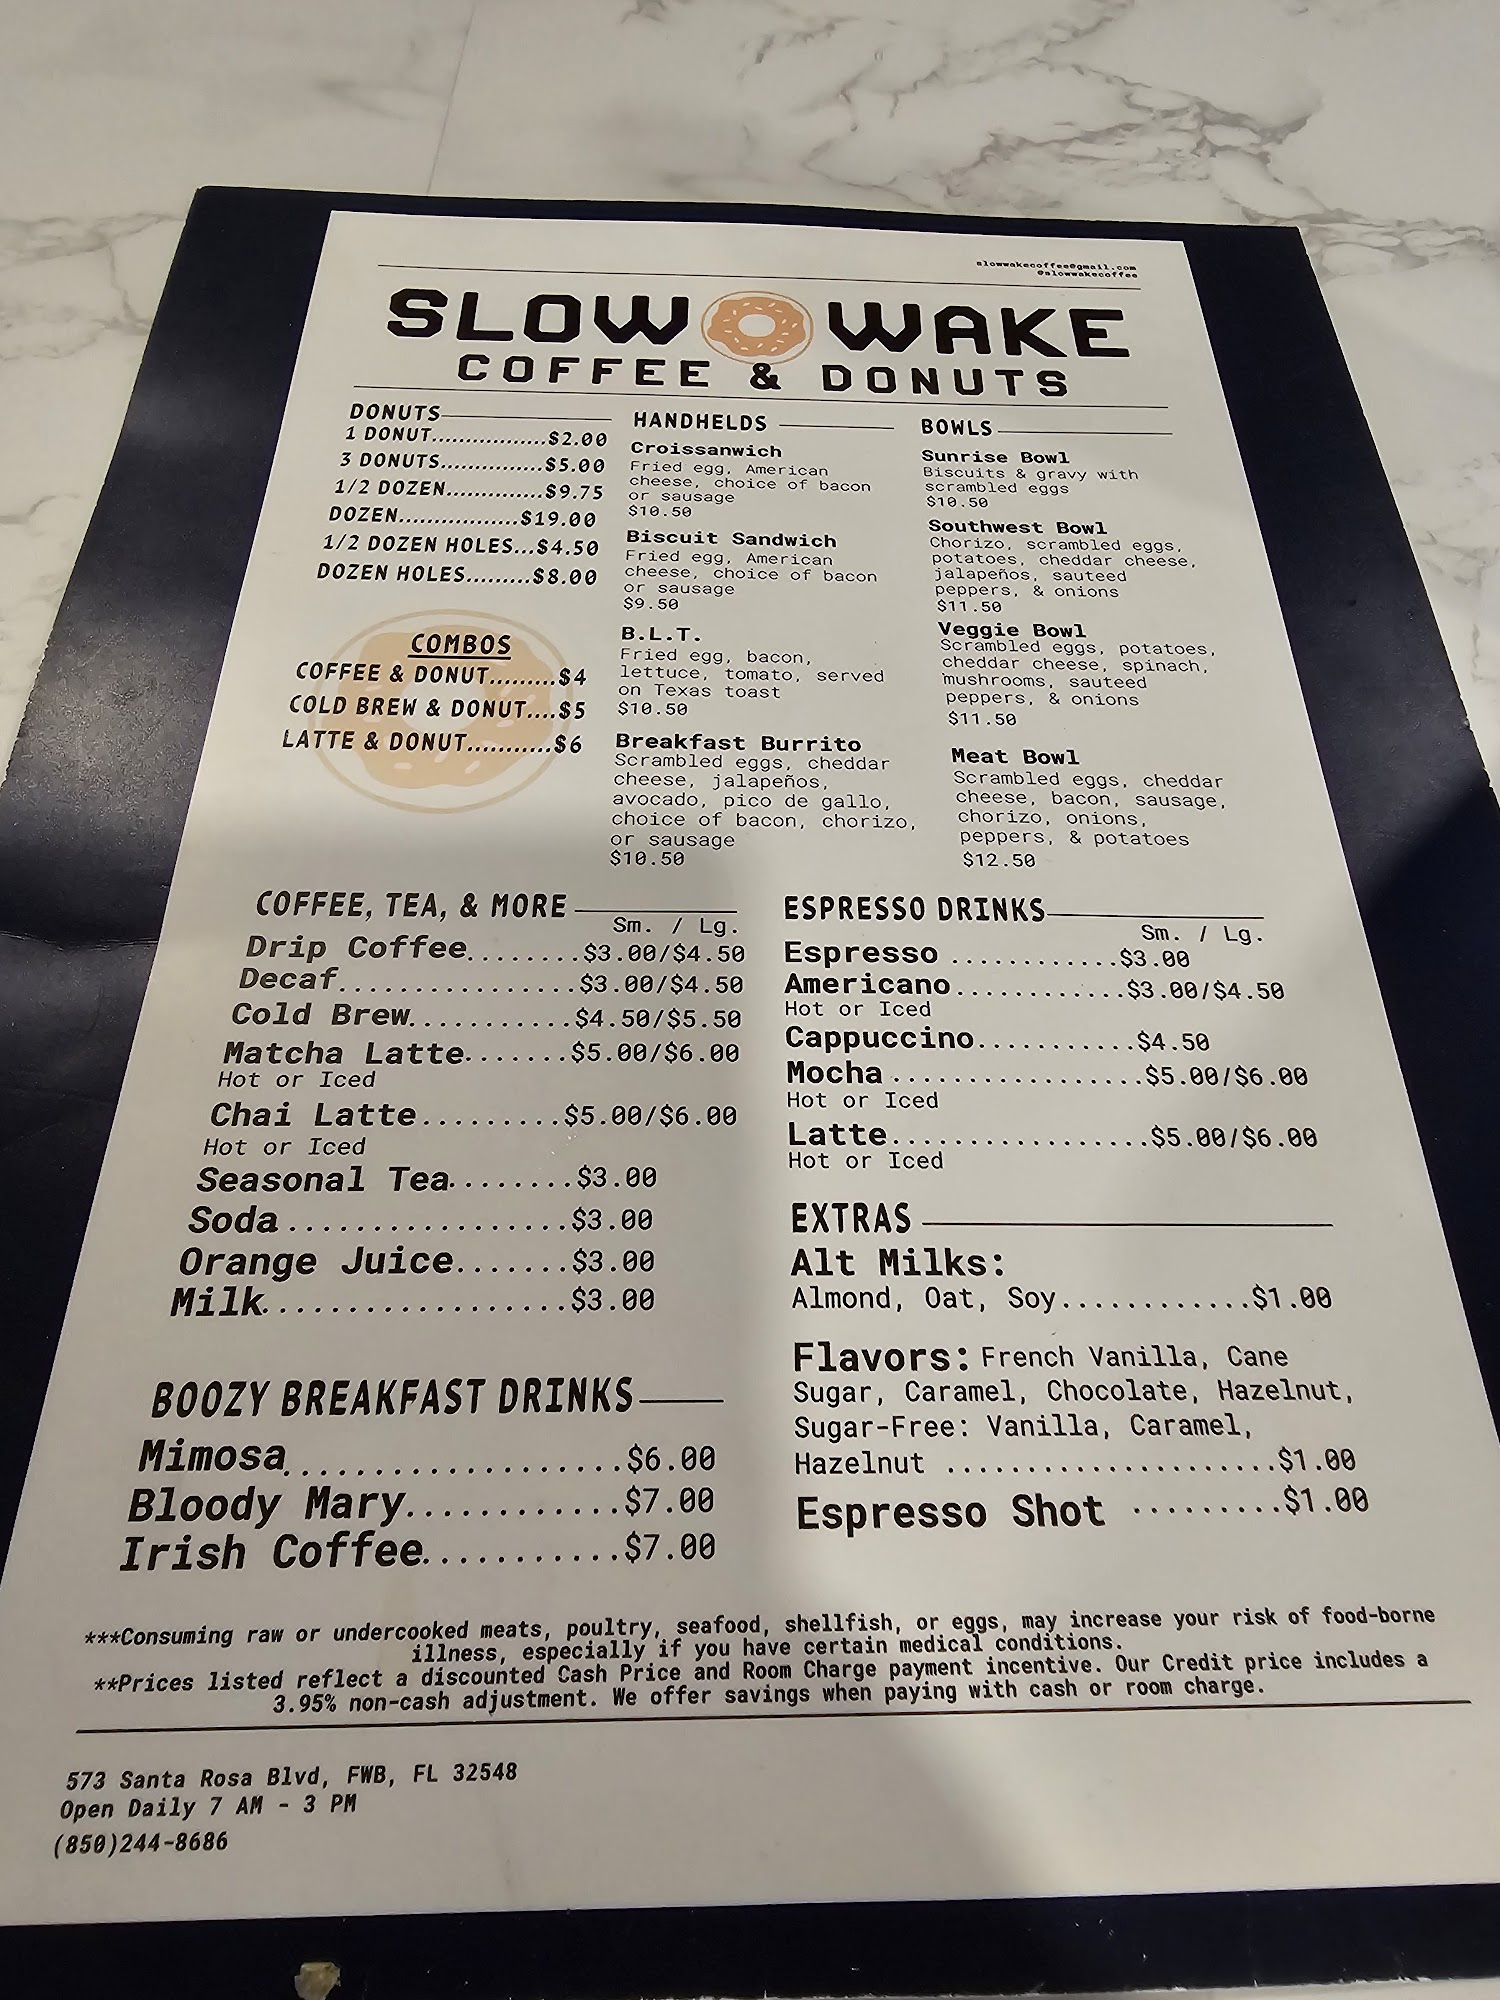 slowwakecoffee@gmail.com
@slowwakecoffee
SLOW WAKE
COFFEE & DONUTS
DONUTS
1 DONUT.................$2.00
3 DONUTS...............$5.00
1/2 DOZEN..............$9.75
DOZEN..................$19.00
1/2 DOZEN HOLES...$4.50
DOZEN HOLES.........$8.00
COMBOS
COFFEE & DONUT.........$4
COLD BREW & DONUT....$5
LATTE & DONUT...........$6
HANDHELDS
Croissanwich
Fried egg, American
cheese, choice of bacon
or sausage
$10.50
Biscuit Sandwich
Fried egg, American
cheese, choice of bacon
or sausage
$9.50
B.L.T.
Fried egg, bacon,
lettuce, tomato, served
on Texas toast
$10.50
Breakfast Burrito
Scrambled eggs, cheddar
cheese, jalapeños,
avocado, pico de gallo,
choice of bacon, chorizo,
or sausage
$10.50
BOWLS
Sunrise Bowl
Biscuits & gravy with
scrambled eggs
$10.50
Southwest Bowl
Chorizo, scrambled eggs,
potatoes, cheddar cheese,
jalapeños, sauteed
peppers, & onions
$11.50
Veggie Bowl
Scrambled eggs, potatoes,
cheddar cheese, spinach,
mushrooms, sauteed
peppers, & onions
$11.50
Meat Bowl
Scrambled eggs, cheddar
cheese, bacon, sausage,
chorizo, onions,
peppers, & potatoes
$12.50
COFFEE, TEA, & MORE
Sm. / Lg.
Drip Coffee........$3.00/$4.50
Decaf................$3.00/$4.50
Cold Brew...........$4.50/$5.50
Matcha Latte.......$5.00/$6.00
Hot or Iced
Chai Latte.........$5.00/$6.00
Hot or Iced
Seasonal Tea........$3.00
Soda.................$3.00
Orange Juice.......$3.00
Milk..................$3.00
BOOZY BREAKFAST DRINKS
Mimosa....................$6.00
Bloody Mary............$7.00
Irish Coffee...........$7.00
ESPRESSO DRINKS
Sm. / Lg.
Espresso ............$3.00
Americano............$3.00/$4.50
Hot or Iced
Cappuccino...........$4.50
Mocha .................$5.00/$6.00
Hot or Iced
Latte.................$5.00/$6.00
Hot or Iced
EXTRAS
Alt Milks:
Almond, Oat, Soy............$1.00
Flavors: French Vanilla, Cane
Sugar, Caramel, Chocolate, Hazelnut,
Sugar-Free: Vanilla, Caramel,
Hazelnut .....................$1.00
Espresso Shot .........$1.00
***Consuming raw or undercooked meats, poultry, seafood, shellfish, or eggs, may increase your risk of food-borne
illness, especially if you have certain medical conditions.
**Prices listed reflect a discounted Cash Price and Room Charge payment incentive. Our Credit price includes a
3.95% non-cash adjustment. We offer savings when paying with cash or room charge.
573 Santa Rosa Blvd, FWB, FL 32548
Open Daily 7 AM - 3 PM
(850)244-8686